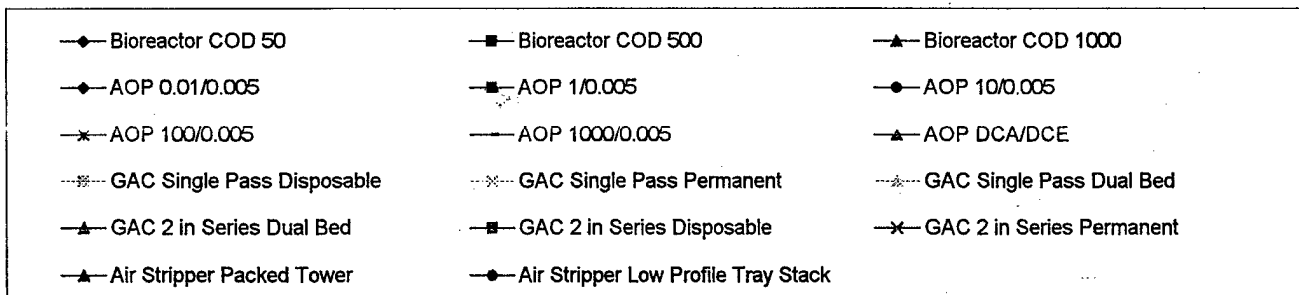 Bioreactor COD 50 Bioreactor COD 500 Bioreactor COD 1000
AOP 0.01/0.005 AOP 1/0.005 AOP 10/0.005
AOP 100/0.005 AOP 1000/0.005 AOP DCA/DCE
GAC Single Pass Disposable GAC Single Pass Permanent GAC Single Pass Dual Bed
GAC 2 in Series Dual Bed GAC 2 in Series Disposable GAC 2 in Series Permanent
Air Stripper Packed Tower Air Stripper Low Profile Tray Stack